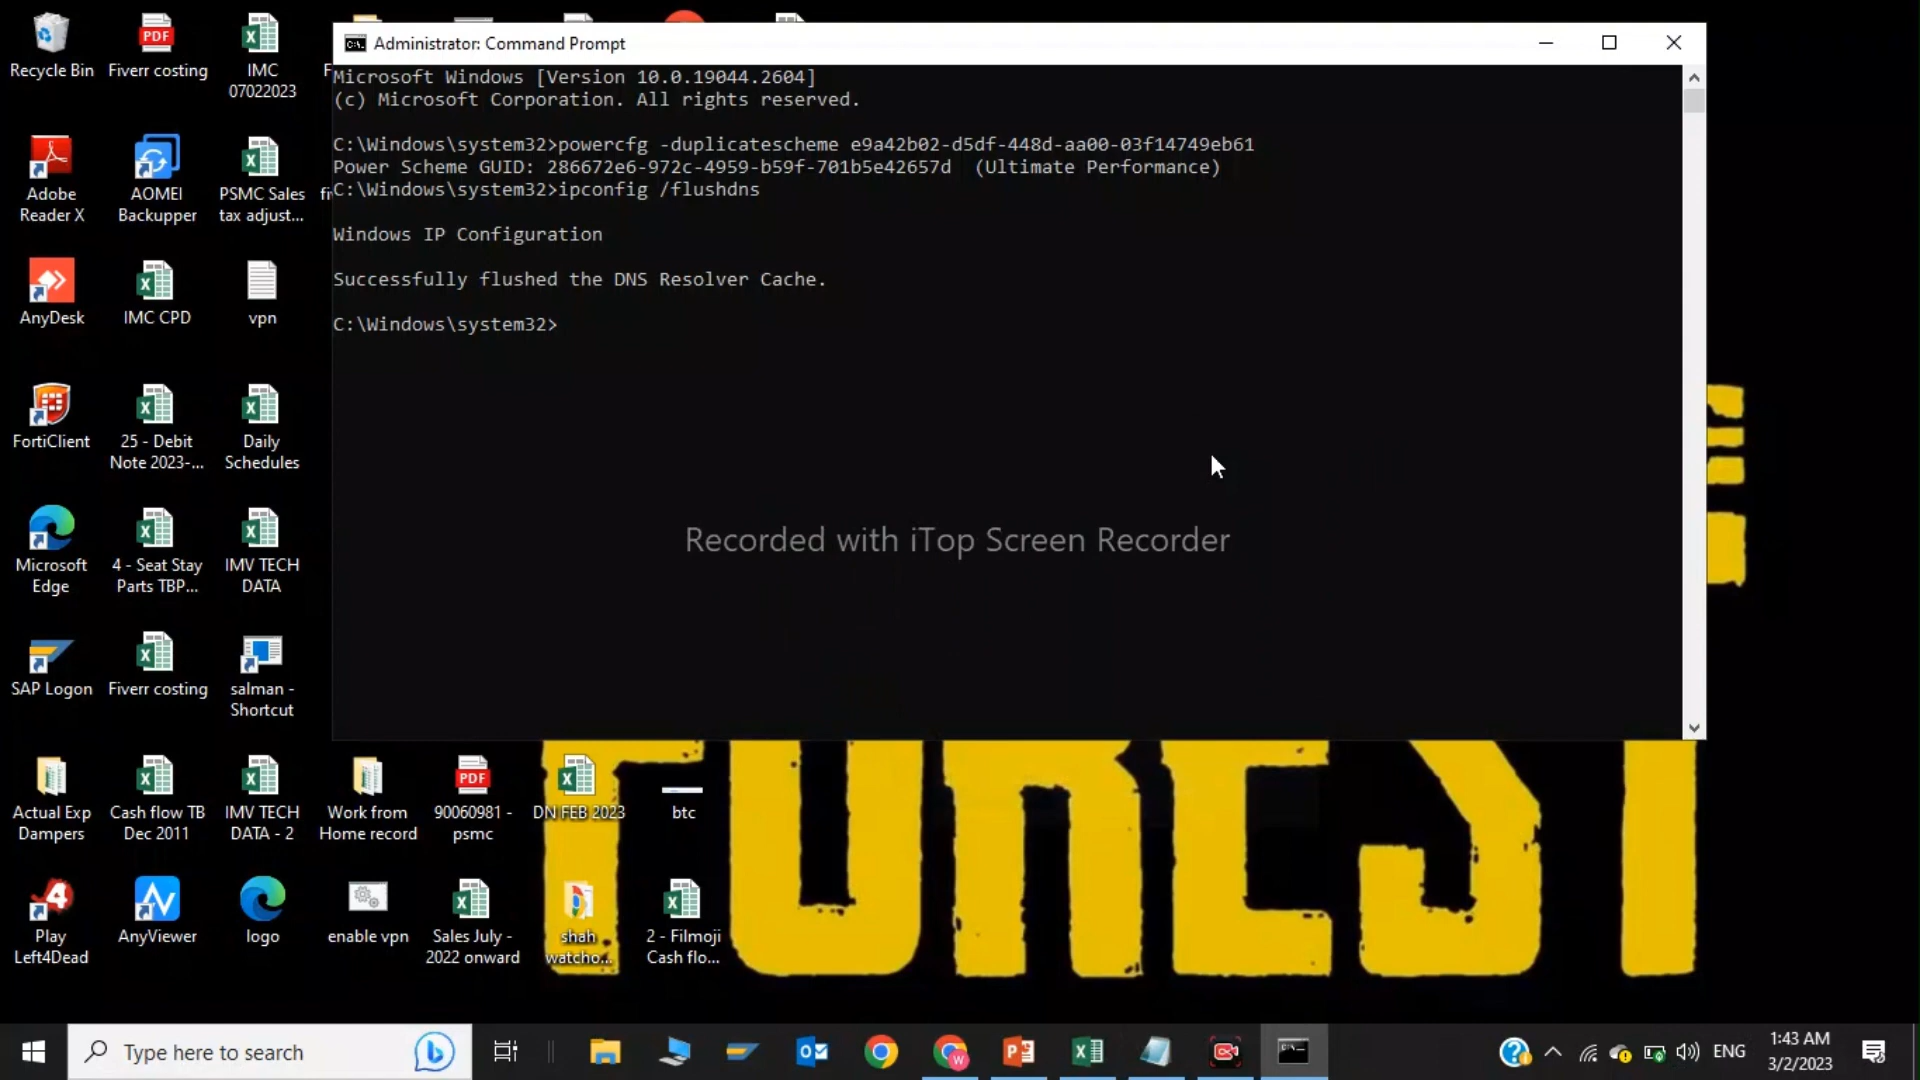 Administrator: Command Prompt
Microsoft Windows [Version 10.0.19044.2604]
(c) Microsoft Corporation. All rights reserved.
C:\Windows\system32>powercfg -duplicatescheme e9a42b02-d5df-448d-aa00-03f14749eb61
Power Scheme GUID: 286672e6-972c-4959-b59f-701b5e42657d  (Ultimate Performance)
C:\Windows\system32>ipconfig /flushdns
Windows IP Configuration
Successfully flushed the DNS Resolver Cache.
C:\Windows\system32>
Recorded with iTop Screen Recorder
Recycle Bin
Fiverr costing
IMC
07022023
Adobe
Reader X
AOMEI
Backupper
PSMC Sales
tax adjust...
AnyDesk
IMC CPD
vpn
FortiClient
25 - Debit
Note 2023-...
Daily
Schedules
Microsoft
Edge
4 - Seat Stay
Parts TBP...
IMV TECH
DATA
SAP Logon
Fiverr costing
salman -
Shortcut
Actual Exp
Dampers
Cash flow TB
Dec 2011
IMV TECH
DATA - 2
Work from
Home record
90060981 -
psmc
DN FEB 2023
btc
Play
Left4Dead
AnyViewer
logo
enable vpn
Sales July -
2022 onward
shah
watcho...
2 - Filmoji
Cash flo...
FOREST
Type here to search
ENG
1:43 AM
3/2/2023